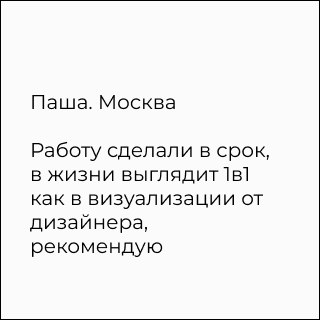 Паша. Москва
Работу сделали в срок,
в жизни выглядит 1в1
как в визуализации от
дизайнера,
рекомендую